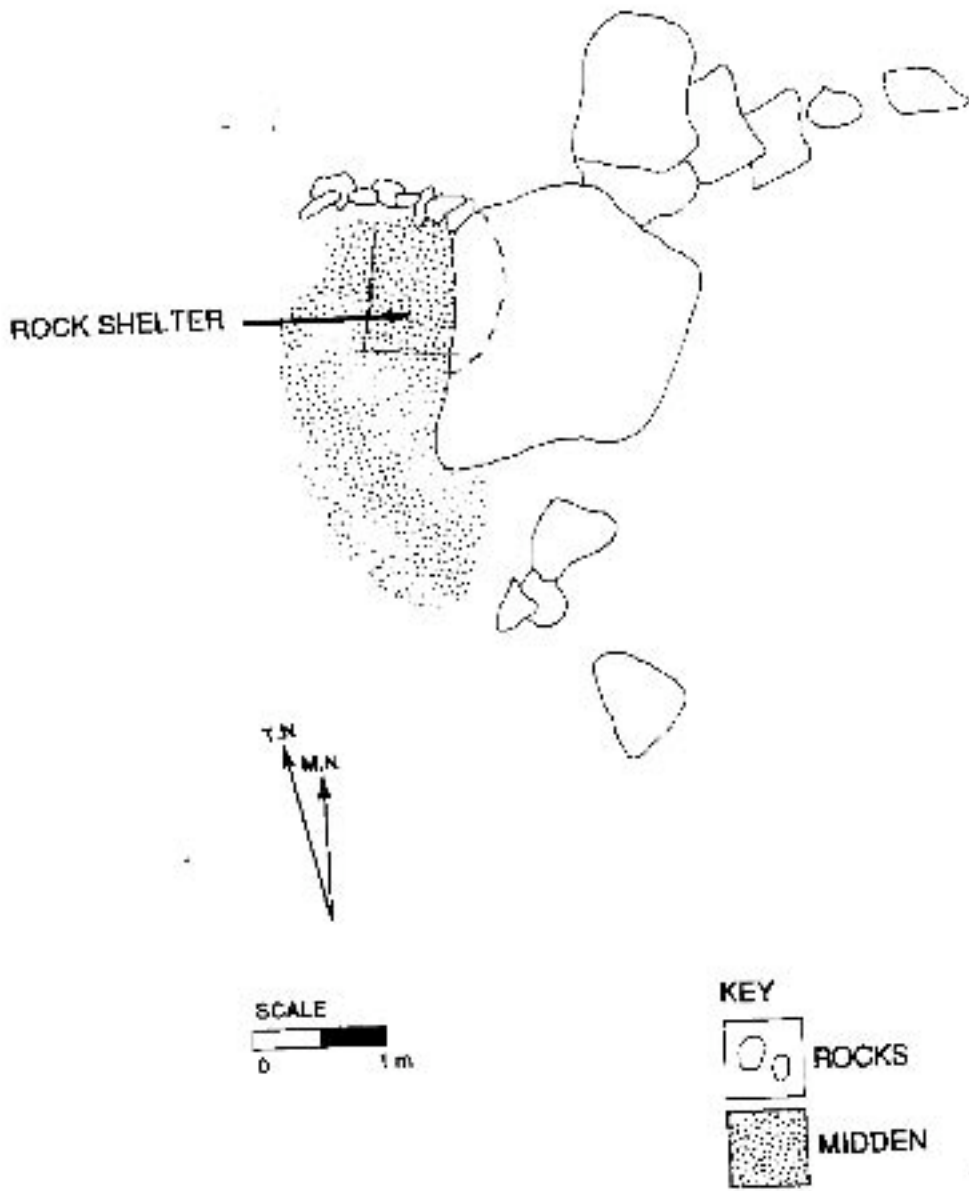 ROCK SHELTER
T.N.
M.N.
SCALE
0 1 m
KEY
ROCKS
MIDDEN